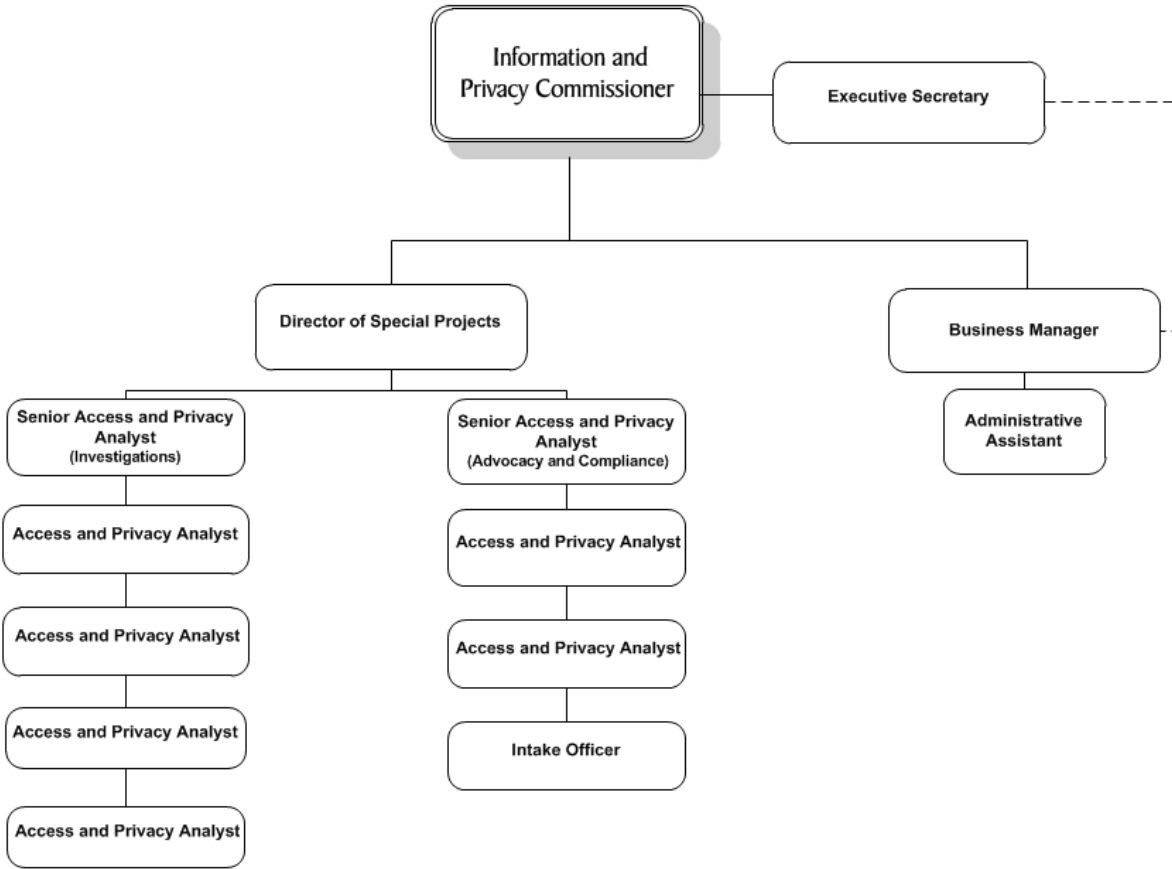 Information and
Privacy Commissioner
Executive Secretary
Director of Special Projects
Business Manager
Senior Access and Privacy
Analyst
(Investigations)
Senior Access and Privacy
Analyst
(Advocacy and Compliance)
Administrative
Assistant
Access and Privacy Analyst
Access and Privacy Analyst
Access and Privacy Analyst
Access and Privacy Analyst
Access and Privacy Analyst
Intake Officer
Access and Privacy Analyst